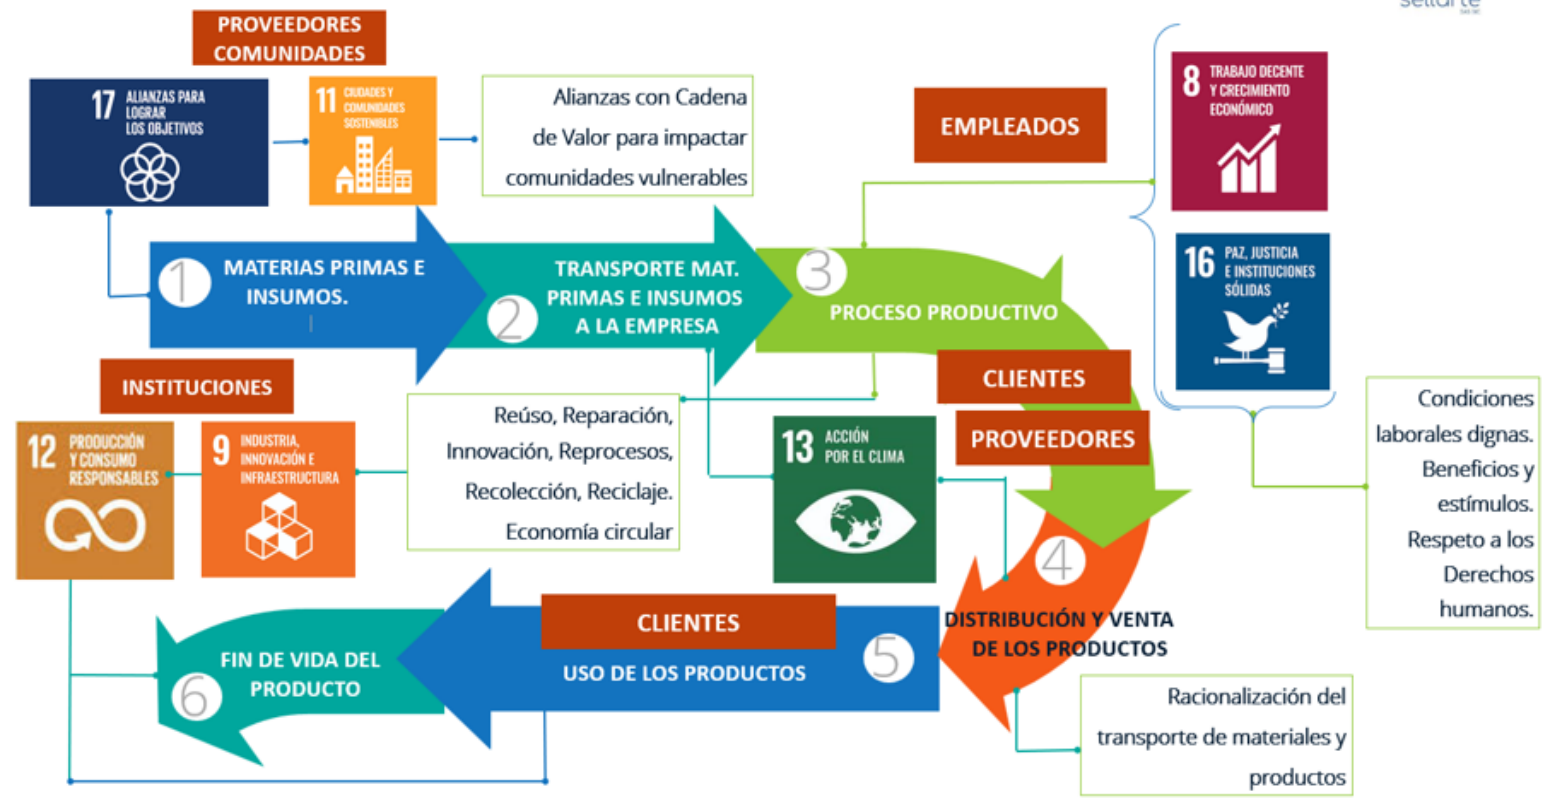 sellarte
PROVEEDORES
COMUNIDADES
17 ALIANZAS PARA
LOGRAR
LOS OBJETIVOS
11 CIUDADES Y
COMUNIDADES
SOSTENIBLES
Alianzas con Cadena
de Valor para impactar
comunidades vulnerables
EMPLEADOS
8 TRABAJO DECENTE
Y CRECIMIENTO
ECONÓMICO
16 PAZ, JUSTICIA
E INSTITUCIONES
SÓLIDAS
1 MATERIAS PRIMAS E
INSUMOS.
2 TRANSPORTE MAT.
PRIMAS E INSUMOS
A LA EMPRESA
3
PROCESO PRODUCTIVO
INSTITUCIONES
12 PRODUCCIÓN
Y CONSUMO
RESPONSABLES
9 INDUSTRIA,
INNOVACIÓN E
INFRAESTRUCTURA
Reúso, Reparación,
Innovación, Reprocesos,
Recolección, Reciclaje.
Economía circular
13 ACCIÓN
POR EL CLIMA
CLIENTES
PROVEEDORES
Condiciones
laborales dignas.
Beneficios y
estímulos.
Respeto a los
Derechos
humanos.
4
DISTRIBUCIÓN Y VENTA
DE LOS PRODUCTOS
CLIENTES
USO DE LOS PRODUCTOS
5
FIN DE VIDA DEL
PRODUCTO
6
Racionalización del
transporte de materiales y
productos